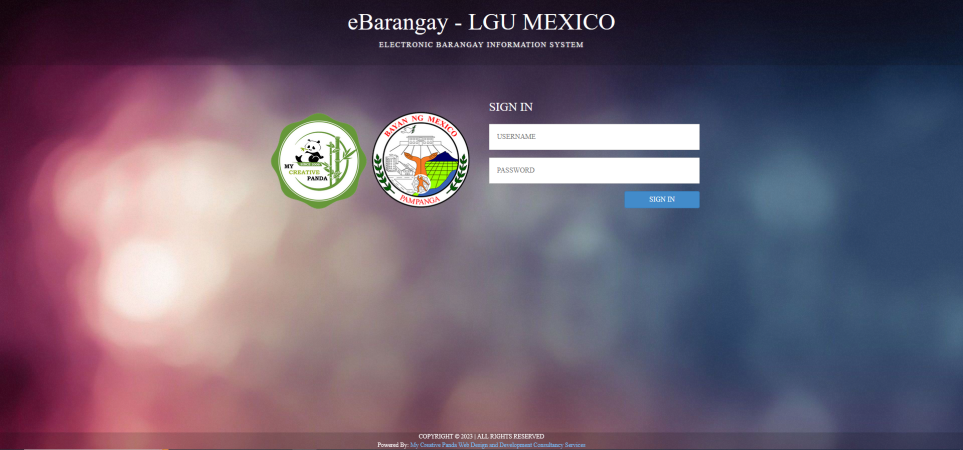 eBarangay - LGU MEXICO
ELECTRONIC BARANGAY INFORMATION SYSTEM
SIGN IN
USERNAME
PASSWORD
SIGN IN
MY
CREATIVE
PANDA
BAYAN NG MEXICO
PAMPANGA
COPYRIGHT © 2023 | ALL RIGHTS RESERVED
Powered By: My Creative Panda Web Design and Development Consultancy Services